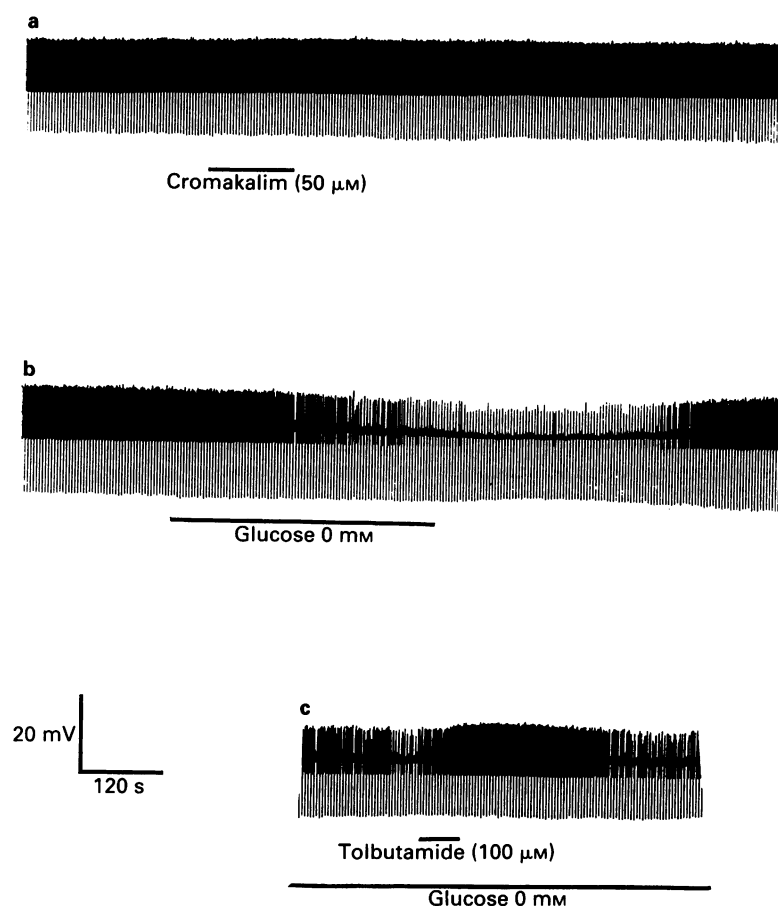 a
Cromakalim (50 μM)
b
Glucose 0 mM
c
20 mV
120 s
Tolbutamide (100 μM)
Glucose 0 mM